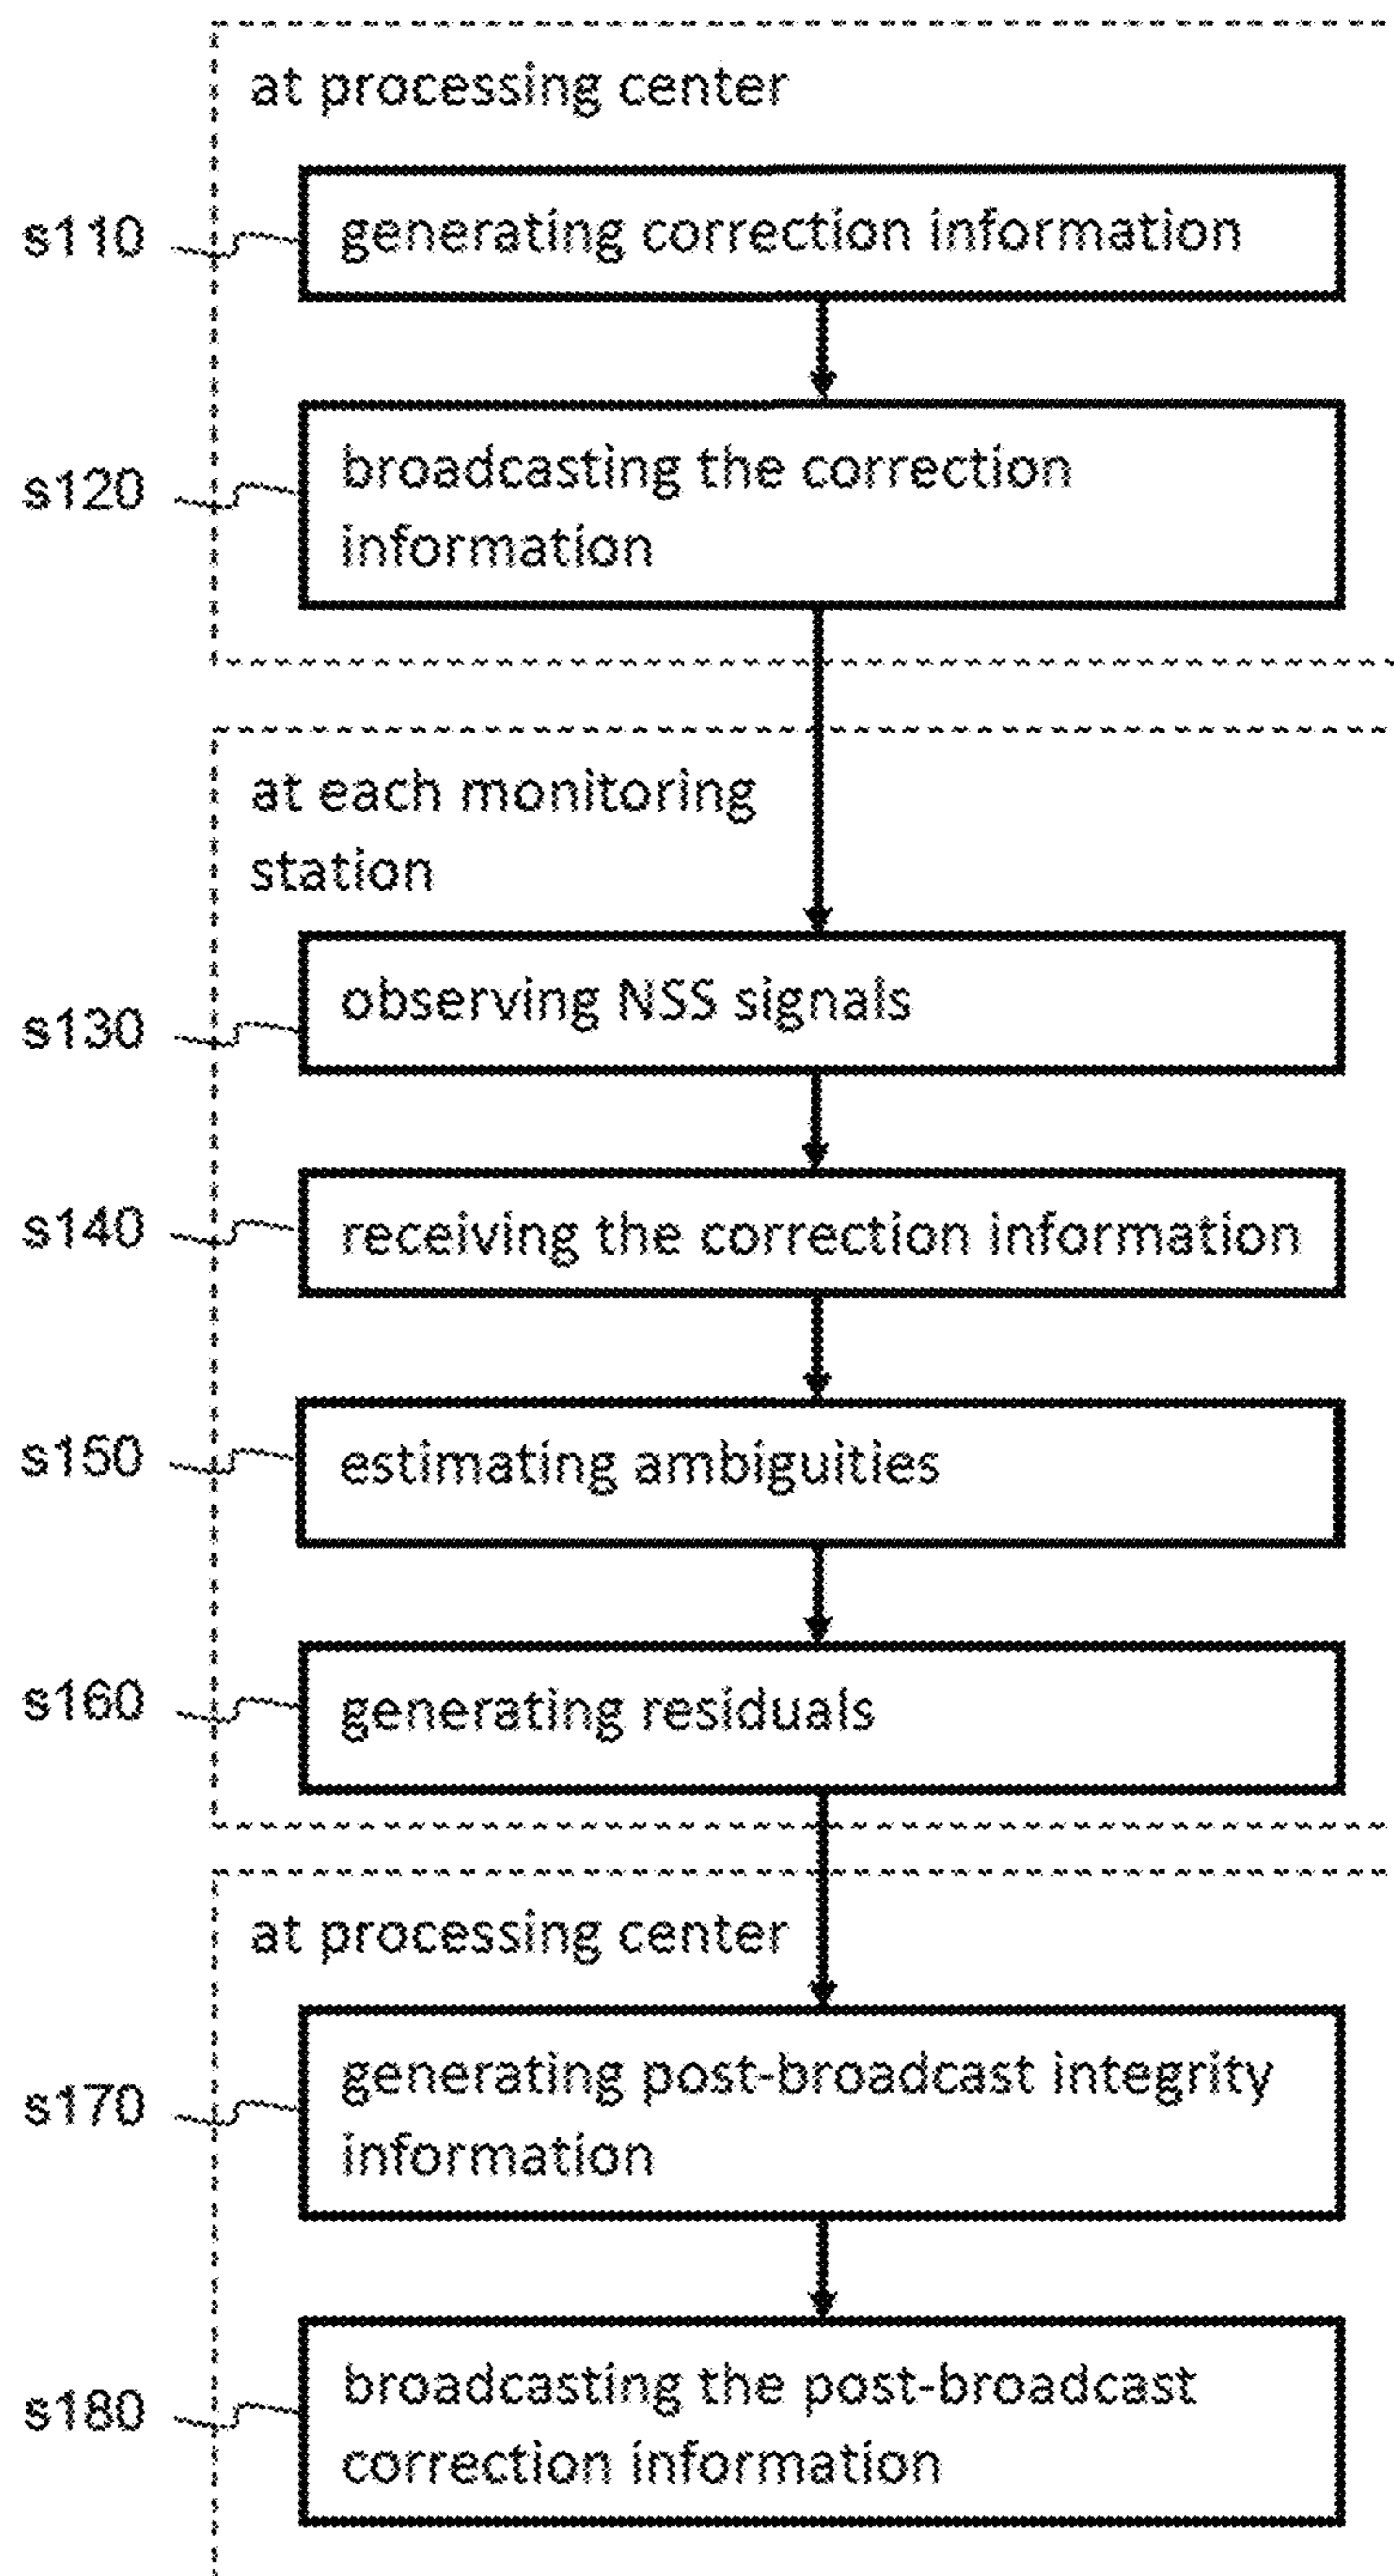 at processing center
s110
generating correction information
s120
broadcasting the correction
information
at each monitoring
station
s130
observing NSS signals
s140
receiving the correction information
s150
estimating ambiguities
s160
generating residuals
at processing center
s170
generating post-broadcast integrity
information
s180
broadcasting the post-broadcast
correction information